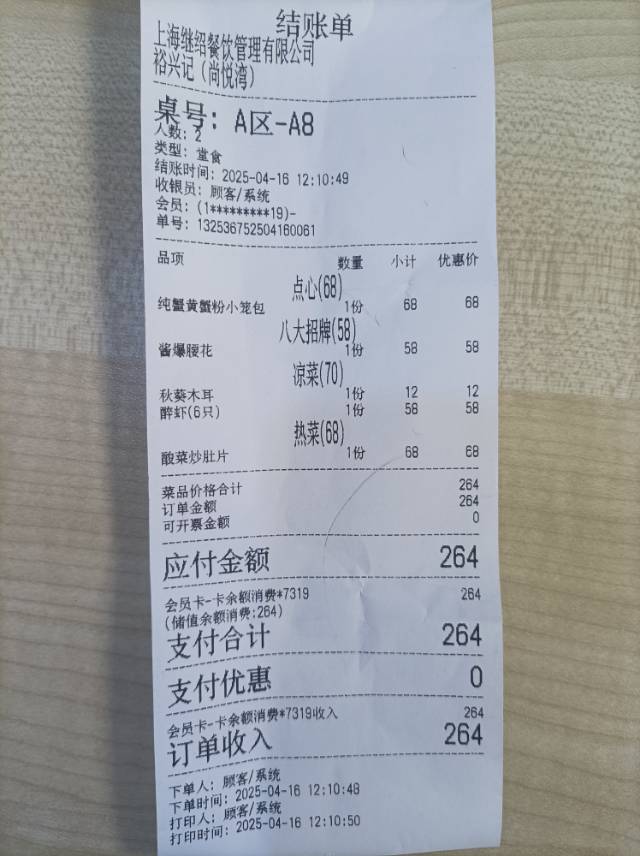 结账单
上海继绍餐饮管理有限公司
裕兴记（尚悦湾）
桌号：A区-A8
人数：2
类型：堂食
结账时间：2025-04-16 12:10:49
收银员：顾客/系统
会员：(1*********19)-
单号：132536752504160061
品项 数量 小计 优惠价
点心(68)
纯蟹黄蟹粉小笼包 1份 68 68
八大招牌(58)
酱爆腰花 1份 58 58
凉菜(70)
秋葵木耳 1份 12 12
醉虾(6只) 1份 58 58
热菜(68)
酸菜炒肚片 1份 68 68
菜品价格合计 264
订单金额 264
可开票金额 0
应付金额 264
会员卡-卡余额消费*7319 264
(储值余额消费:264)
支付合计 264
支付优惠 0
会员卡-卡余额消费*7319收入 264
订单收入 264
下单人：顾客/系统
下单时间：2025-04-16 12:10:48
打印人：顾客/系统
打印时间：2025-04-16 12:10:50